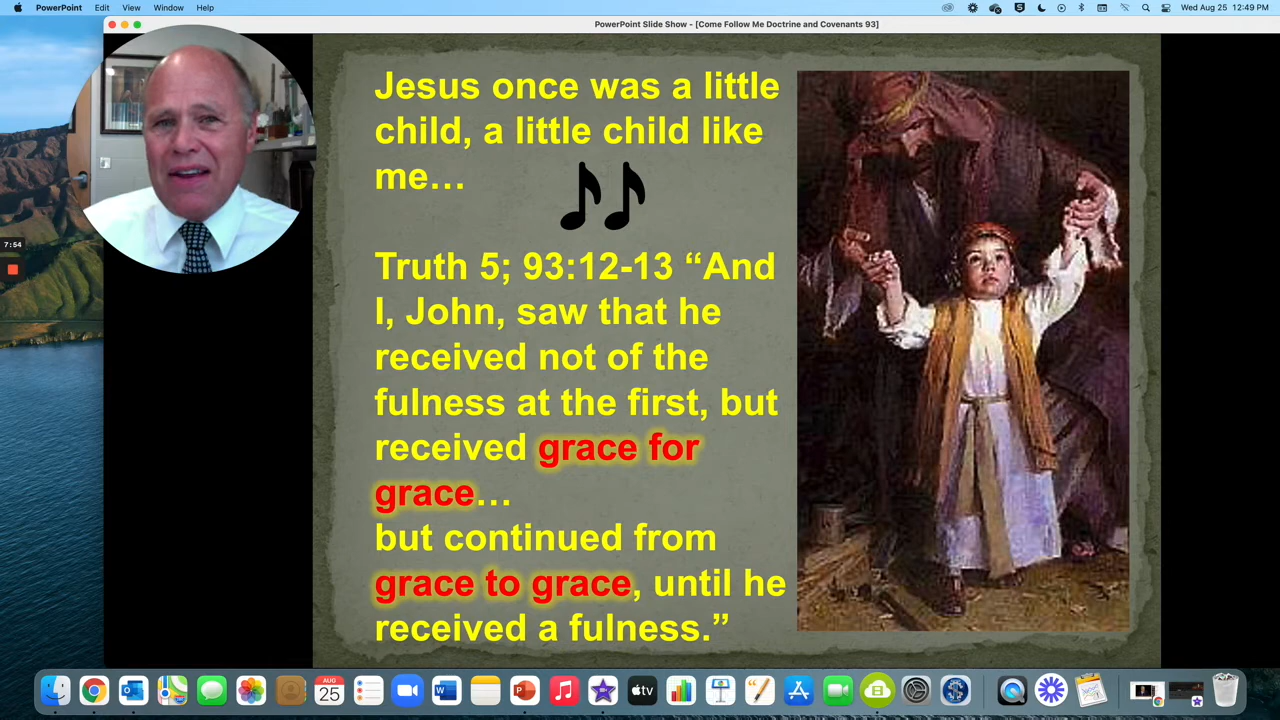 PowerPoint Edit View Window Help Wed Aug 25 12:49 PM
PowerPoint Slide Show - [Come Follow Me Doctrine and Covenants 93]
Jesus once was a little
child, a little child like
me…
7:54
Truth 5; 93:12-13 “And
I, John, saw that he
received not of the
fulness at the first, but
received grace for
grace…
but continued from
grace to grace, until he
received a fulness.”
AUG
25
tv